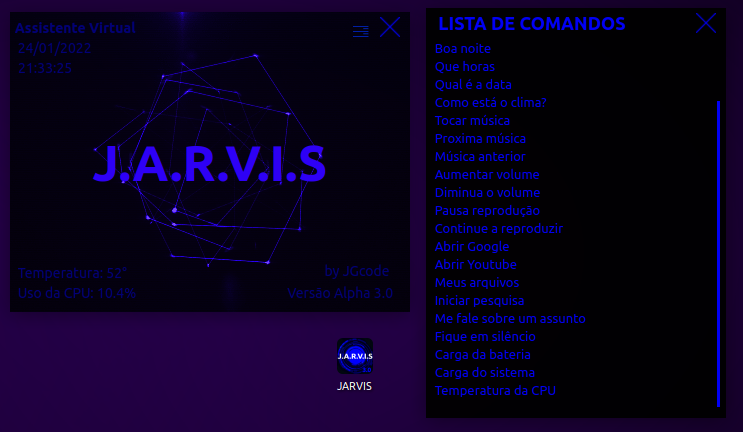 Assistente Virtual
24/01/2022
21:33:25
J.A.R.V.I.S
Temperatura: 52°
Uso da CPU: 10.4%
by JGcode
Versão Alpha 3.0
J.A.R.V.I.S
JARVIS
LISTA DE COMANDOS
Boa noite
Que horas
Qual é a data
Como está o clima?
Tocar música
Proxima música
Música anterior
Aumentar volume
Diminua o volume
Pausa reprodução
Continue a reproduzir
Abrir Google
Abrir Youtube
Meus arquivos
Iniciar pesquisa
Me fale sobre um assunto
Fique em silêncio
Carga da bateria
Carga do sistema
Temperatura da CPU